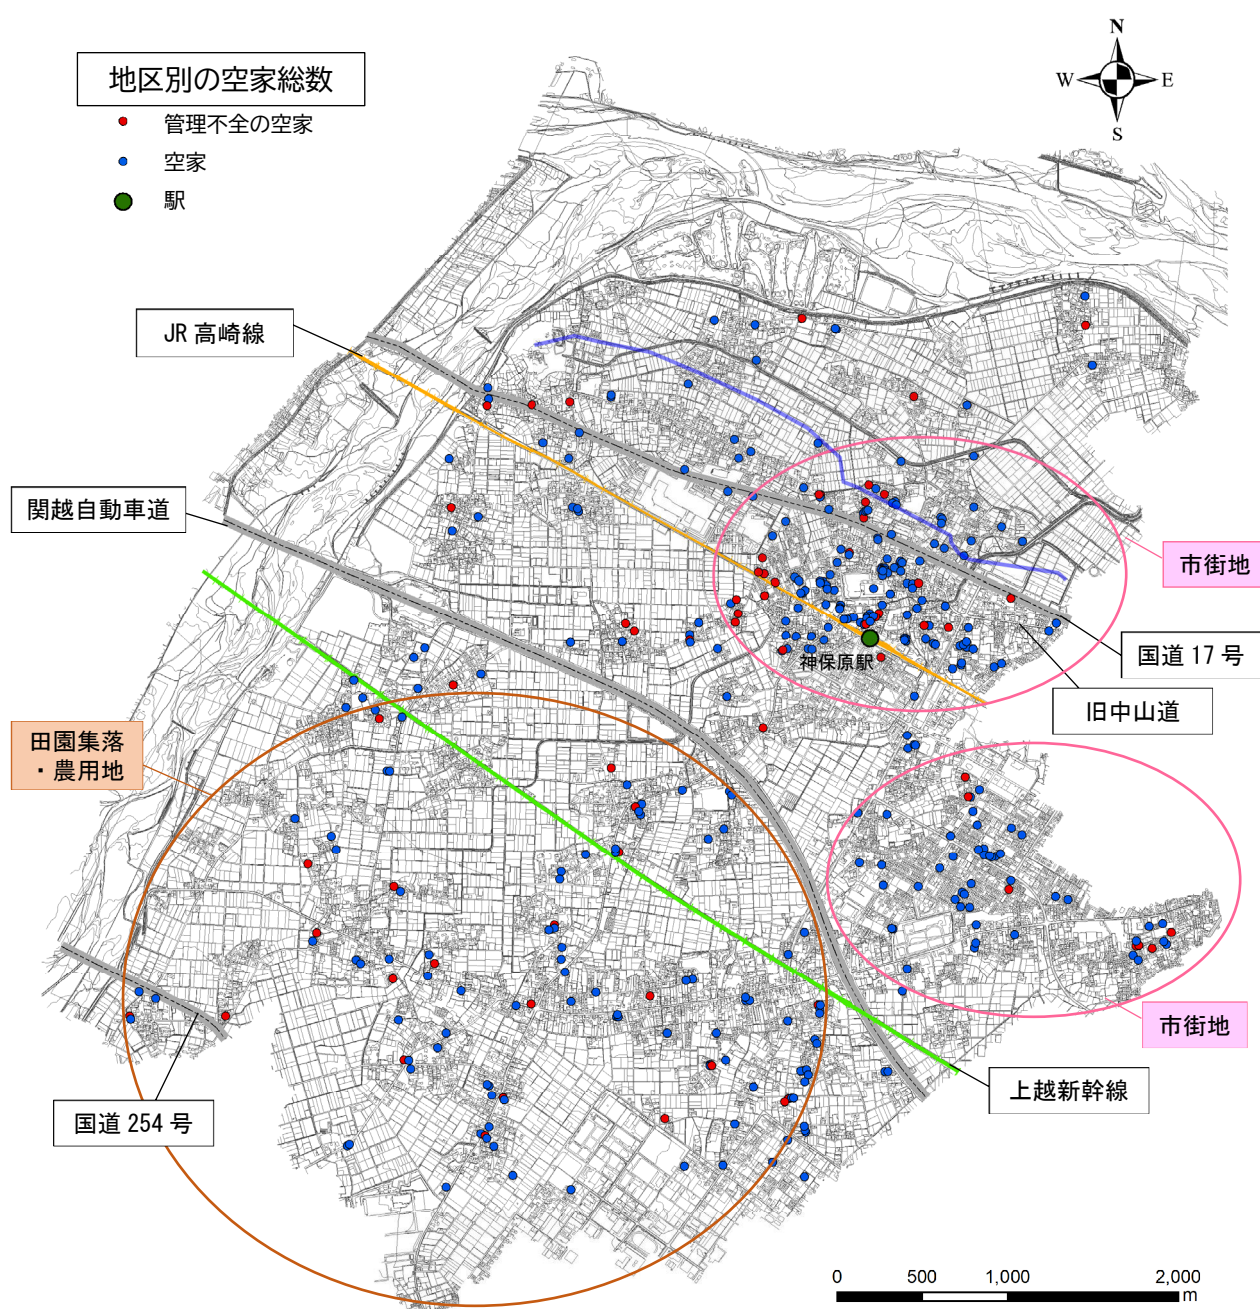 地区別の空家総数
管理不全の空家
空家
駅
N
W
E
S
JR 高崎線
関越自動車道
市街地
国道 17 号
神保原駅
旧中山道
田園集落
・農用地
市街地
上越新幹線
国道 254 号
0 500 1,000 2,000
m